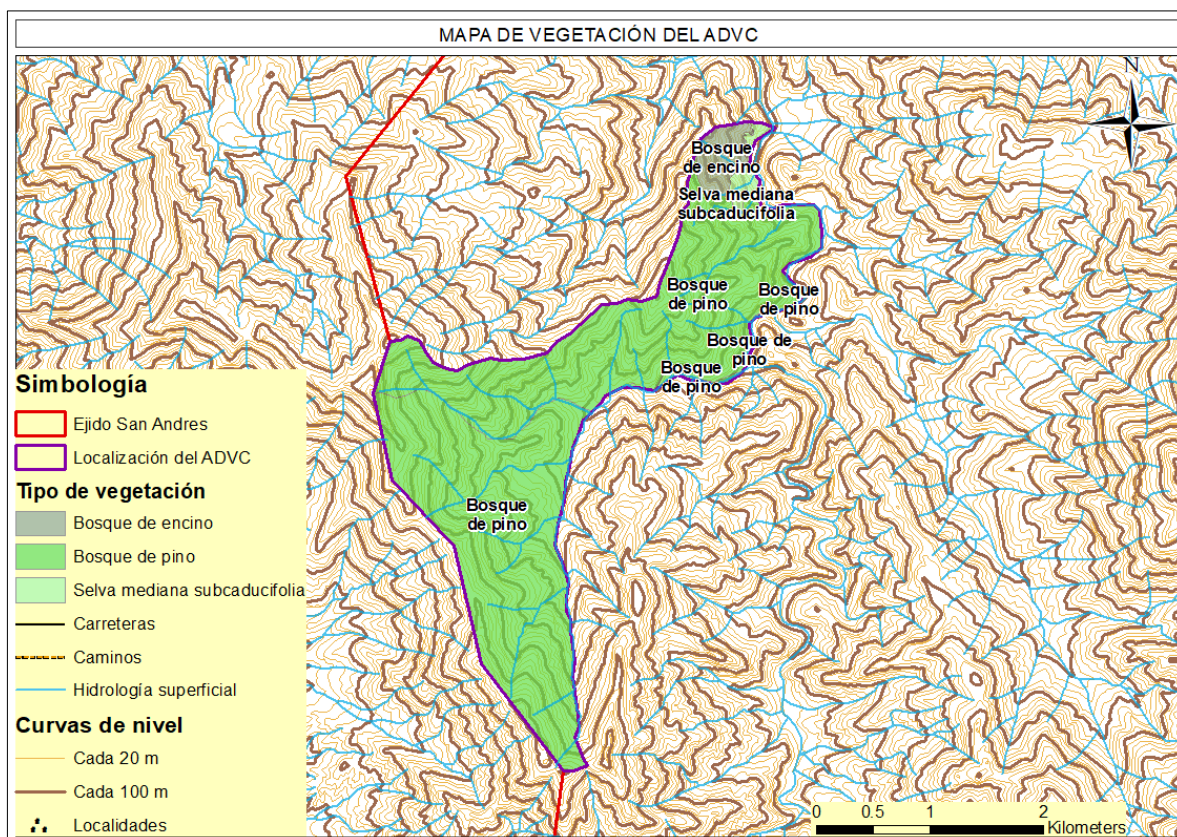 MAPA DE VEGETACIÓN DEL ADVC
N
Bosque
de encino
Selva mediana
subcaducifolia
Bosque
de pino
Bosque
de pino
Bosque de
pino
Bosque
de pino
Bosque
de pino
Simbología
Ejido San Andres
Localización del ADVC
Tipo de vegetación
Bosque de encino
Bosque de pino
Selva mediana subcaducifolia
Carreteras
Caminos
Hidrología superficial
Curvas de nivel
Cada 20 m
Cada 100 m
Localidades
0 0.5 1 2
Kilometers